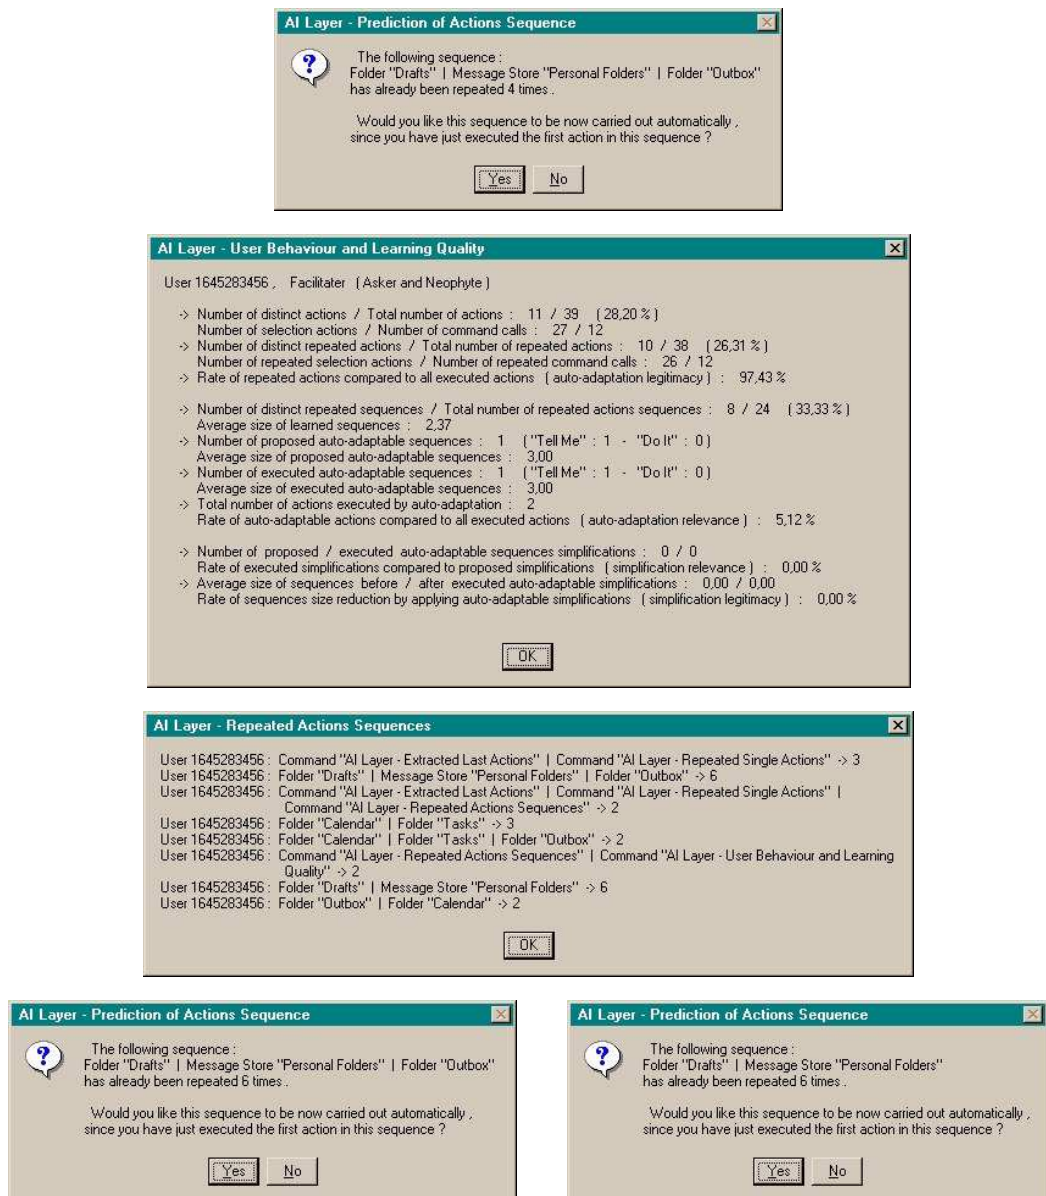 AI Layer - Prediction of Actions Sequence
The following sequence :
Folder "Drafts" | Message Store "Personal Folders" | Folder "Outbox"
has already been repeated 4 times .
Would you like this sequence to be now carried out automatically ,
since you have just executed the first action in this sequence ?
Yes No
AI Layer - User Behaviour and Learning Quality
User 1645283456 , Facilitater ( Asker and Neophyte )
-> Number of distinct actions / Total number of actions : 11 / 39 ( 28,20 % )
Number of selection actions / Number of command calls : 27 / 12
-> Number of distinct repeated actions / Total number of repeated actions : 10 / 38 ( 26,31 % )
Number of repeated selection actions / Number of repeated command calls : 26 / 12
-> Rate of repeated actions compared to all executed actions ( auto-adaptation legitimacy ) : 97,43 %
-> Number of distinct repeated sequences / Total number of repeated actions sequences : 8 / 24 ( 33,33 % )
Average size of learned sequences : 2,37
-> Number of proposed auto-adaptable sequences : 1 ( "Tell Me" : 1 - "Do It" : 0 )
Average size of proposed auto-adaptable sequences : 3,00
-> Number of executed auto-adaptable sequences : 1 ( "Tell Me" : 1 - "Do It" : 0 )
Average size of executed auto-adaptable sequences : 3,00
-> Total number of actions executed by auto-adaptation : 2
Rate of auto-adaptable actions compared to all executed actions ( auto-adaptation relevance ) : 5,12 %
-> Number of proposed / executed auto-adaptable sequences simplifications : 0 / 0
Rate of executed simplifications compared to proposed simplifications ( simplification relevance ) : 0,00 %
-> Average size of sequences before / after executed auto-adaptable simplifications : 0,00 / 0,00
Rate of sequences size reduction by applying auto-adaptable simplifications ( simplification legitimacy ) : 0,00 %
OK
AI Layer - Repeated Actions Sequences
User 1645283456 : Command "AI Layer - Extracted Last Actions" | Command "AI Layer - Repeated Single Actions" -> 3
User 1645283456 : Folder "Drafts" | Message Store "Personal Folders" | Folder "Outbox" -> 6
User 1645283456 : Command "AI Layer - Extracted Last Actions" | Command "AI Layer - Repeated Single Actions" |
Command "AI Layer - Repeated Actions Sequences" -> 2
User 1645283456 : Folder "Calendar" | Folder "Tasks" -> 3
User 1645283456 : Folder "Calendar" | Folder "Tasks" | Folder "Outbox" -> 2
User 1645283456 : Command "AI Layer - Repeated Actions Sequences" | Command "AI Layer - User Behaviour and Learning
Quality" -> 2
User 1645283456 : Folder "Drafts" | Message Store "Personal Folders" -> 6
User 1645283456 : Folder "Outbox" | Folder "Calendar" -> 2
OK
AI Layer - Prediction of Actions Sequence
The following sequence :
Folder "Drafts" | Message Store "Personal Folders" | Folder "Outbox"
has already been repeated 6 times .
Would you like this sequence to be now carried out automatically ,
since you have just executed the first action in this sequence ?
Yes No
AI Layer - Prediction of Actions Sequence
The following sequence :
Folder "Drafts" | Message Store "Personal Folders"
has already been repeated 6 times .
Would you like this sequence to be now carried out automatically ,
since you have just executed the first action in this sequence ?
Yes No